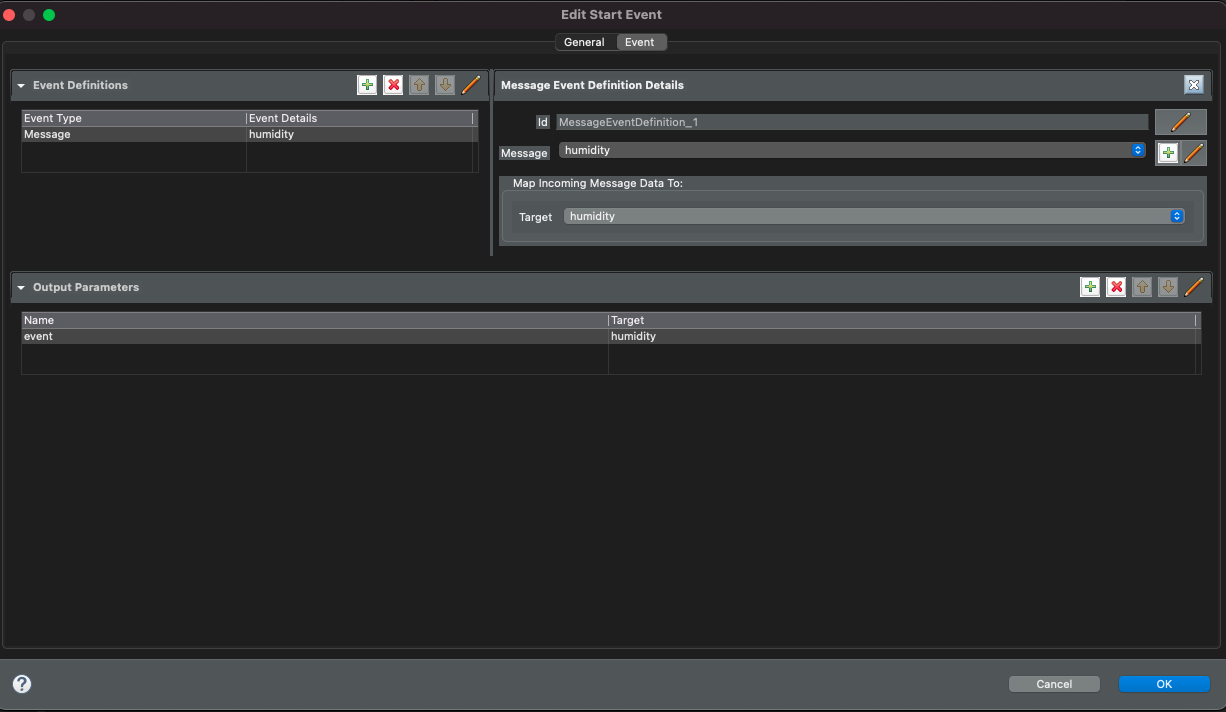 Edit Start Event
General Event
Event Definitions
Event Type Event Details
Message humidity
Message Event Definition Details
Id MessageEventDefinition_1
Message humidity
Map Incoming Message Data To:
Target humidity
Output Parameters
Name Target
event humidity
? Cancel OK